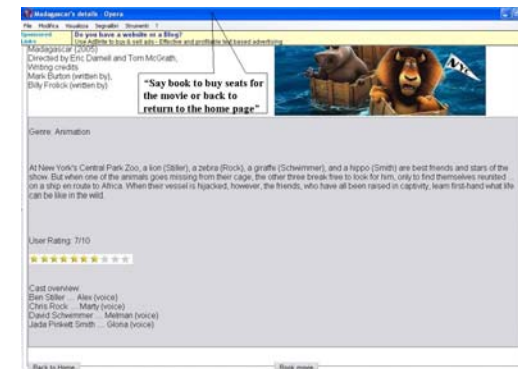 Madagascar's details - Opera
File Modifica Visualizza Segnalibri Strumenti ?
Sponsored Links
Do you have a website or a Blog?
Use AdBrite to buy & sell ads - Effective and profitable text based advertising
Madagascar (2005)
Directed by Eric Darnell and Tom McGrath,
Writing credits
Mark Burton (written by),
Billy Frolick (written by)
"Say book to buy seats for
the movie or back to
return to the home page"
NYC
Genre: Animation
At New York's Central Park Zoo, a lion (Stiller), a zebra (Rock), a giraffe (Schwimmer), and a hippo (Smith) are best friends and stars of the
show. But when one of the animals goes missing from their cage, the other three break free to look for him, only to find themselves reunited ...
on a ship en route to Africa. When their vessel is hijacked, however, the friends, who have all been raised in captivity, learn first-hand what life
can be like in the wild.
User Rating: 7/10
Cast overview
Ben Stiller ... Alex (voice)
Chris Rock ... Marty (voice)
David Schwimmer ... Melman (voice)
Jada Pinkett Smith ... Gloria (voice)
Back to Home
Book movie